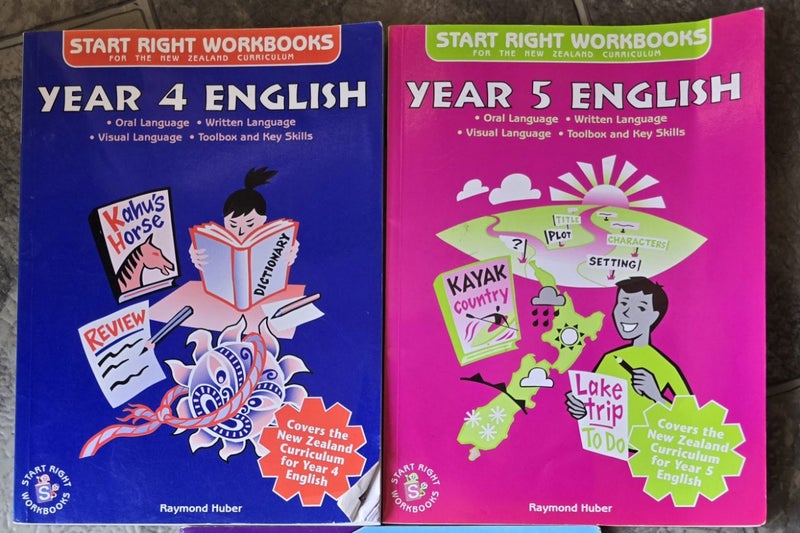 START RIGHT WORKBOOKS
FOR THE NEW ZEALAND CURRICULUM
YEAR 4 ENGLISH
• Oral Language • Written Language
• Visual Language • Toolbox and Key Skills
Kahu's
Horse
DICTIONARY
REVIEW
Covers the
New Zealand
Curriculum
for Year 4
English
START RIGHT
S
WORKBOOKS
Raymond Huber
START RIGHT WORKBOOKS
FOR THE NEW ZEALAND CURRICULUM
YEAR 5 ENGLISH
• Oral Language • Written Language
• Visual Language • Toolbox and Key Skills
TITLE
?
PLOT
CHARACTERS
SETTING
KAYAK
country
Lake
trip
TO DO
Covers the
New Zealand
Curriculum
for Year 5
English
START RIGHT
S
WORKBOOKS
Raymond Huber